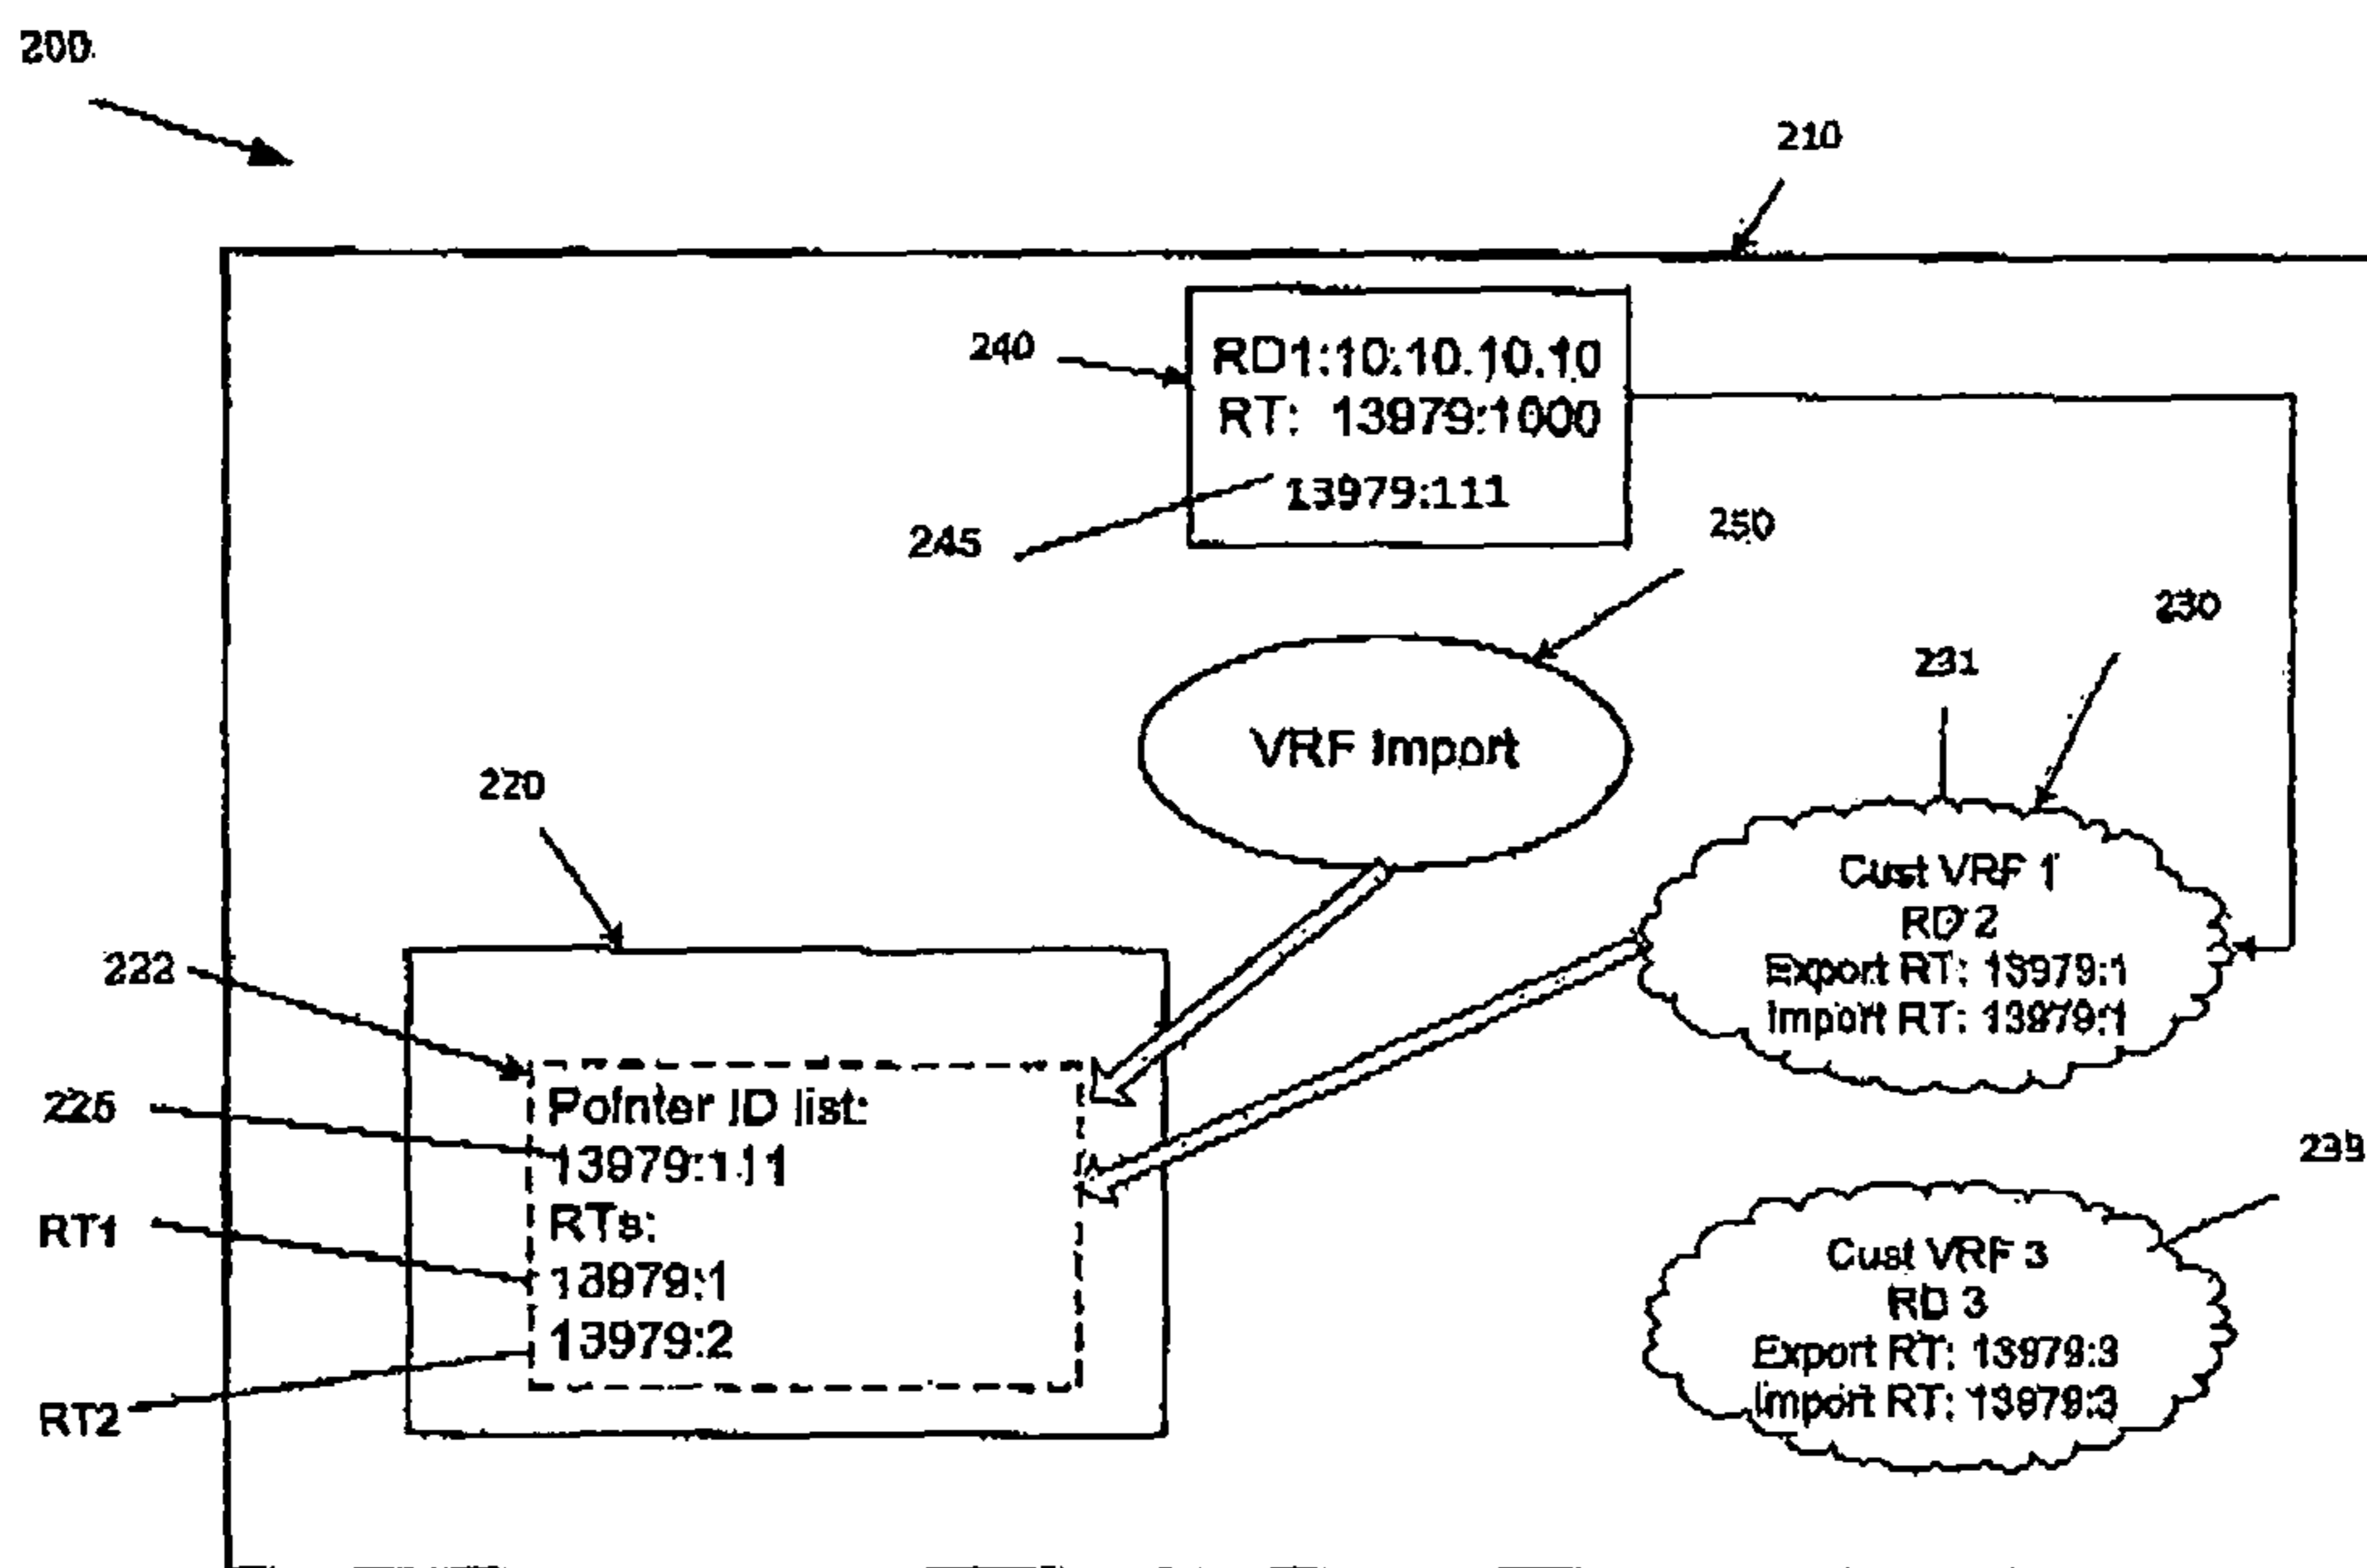 200
210
240
RD1:10:10.10.10
RT: 13979:1000
13979:111
245
250
230
231
VRF Import
220
Cust VRF 1
RD 2
Export RT: 13979:1
Import RT: 13979:1
222
Pointer ID list:
225
13979:111
RTs:
RT1
13979:1
13979:2
RT2
239
Cust VRF 3
RD 3
Export RT: 13979:3
Import RT: 13979:3